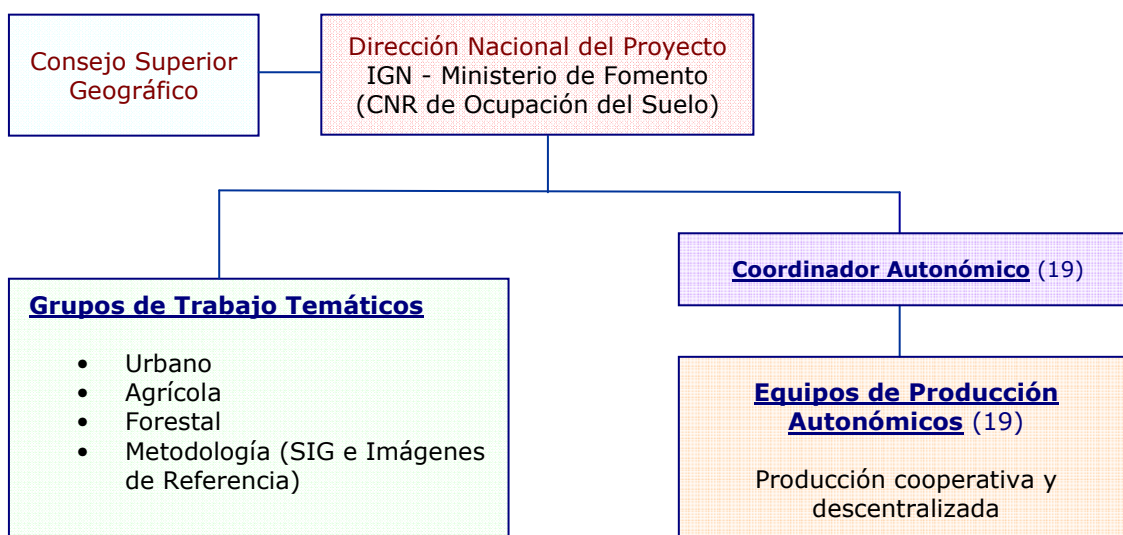 Consejo Superior
Geográfico
Dirección Nacional del Proyecto
IGN - Ministerio de Fomento
(CNR de Ocupación del Suelo)
Grupos de Trabajo Temáticos
• Urbano
• Agrícola
• Forestal
• Metodología (SIG e Imágenes
de Referencia)
Coordinador Autonómico (19)
Equipos de Producción
Autonómicos (19)
Producción cooperativa y
descentralizada